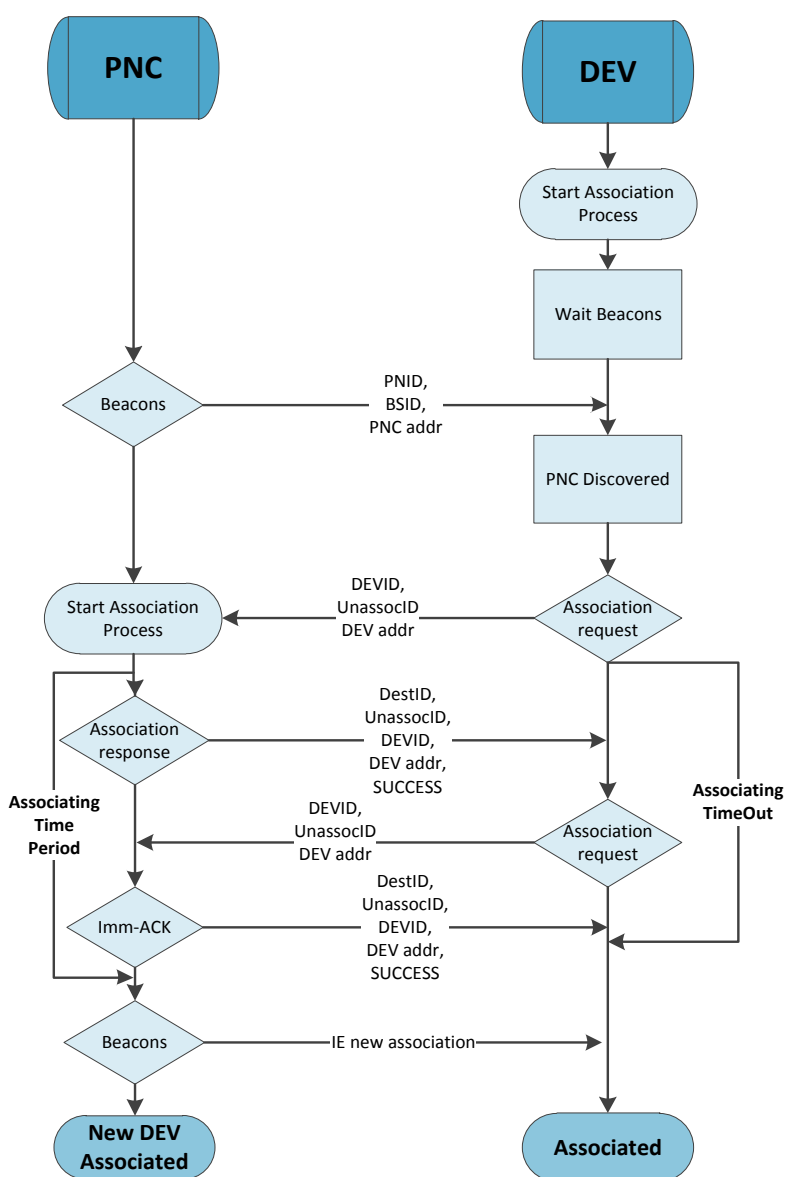 PNC
DEV
Start Association
Process
Wait Beacons
Beacons
PNID,
BSID,
PNC addr
PNC Discovered
Start Association
Process
DEVID,
UnassocID
DEV addr
Association
request
Association
response
DestID,
UnassocID,
DEVID,
DEV addr,
SUCCESS
Associating
Time
Period
Associating
TimeOut
DEVID,
UnassocID
DEV addr
Association
request
Imm-ACK
DestID,
UnassocID,
DEVID,
DEV addr,
SUCCESS
Beacons
IE new association
New DEV
Associated
Associated